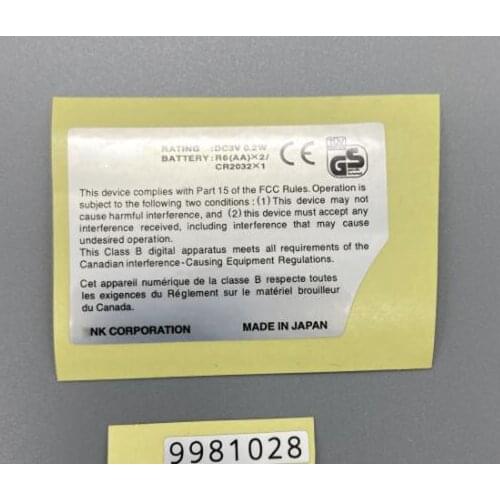 RATING :DC3V 0.2W
BATTERY:R6(AA)×2/
CR2032×1
CE
TÜV
GS
This device complies with Part 15 of the FCC Rules. Operation is
subject to the following two conditions : (1) This device may not
cause harmful interference, and (2) this device must accept any
interference received, including interference that may cause
undesired operation.
This Class B digital apparatus meets all requirements of the
Canadian interference-Causing Equipment Regulations.
Cet appareil numérique de la classe B respecte toutes
les exigences du Réglement sur le matériel brouilleur
du Canada.
NK CORPORATION MADE IN JAPAN
9981028